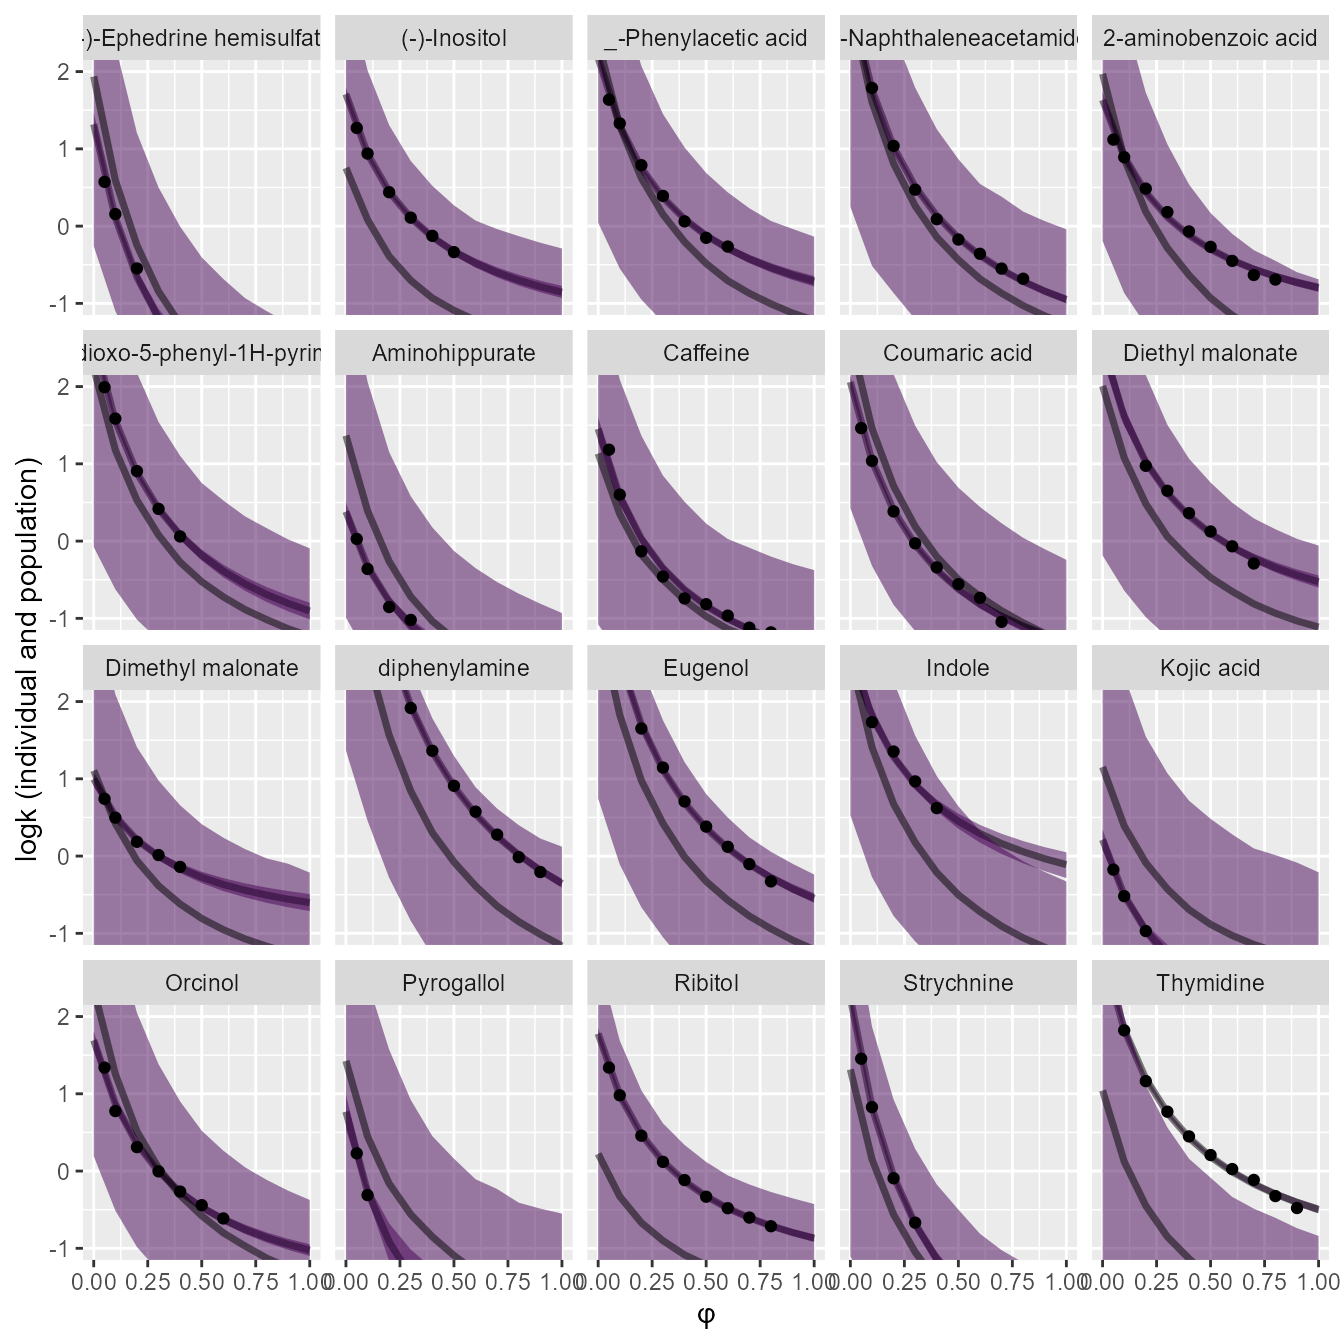 -)-Ephedrine hemisulfat (-)-Inositol _-Phenylacetic acid -Naphthaleneacetamide 2-aminobenzoic acid
2
1
0
-1
dioxo-5-phenyl-1H-pyrim Aminohippurate Caffeine Coumaric acid Diethyl malonate
2
1
0
-1
logk (individual and population)
Dimethyl malonate diphenylamine Eugenol Indole Kojic acid
2
1
0
-1
Orcinol Pyrogallol Ribitol Strychnine Thymidine
2
1
0
-1
0.00 0.25 0.50 0.75 1.00 0.00 0.25 0.50 0.75 1.00 0.00 0.25 0.50 0.75 1.00 0.00 0.25 0.50 0.75 1.00 0.00 0.25 0.50 0.75 1.00
φ